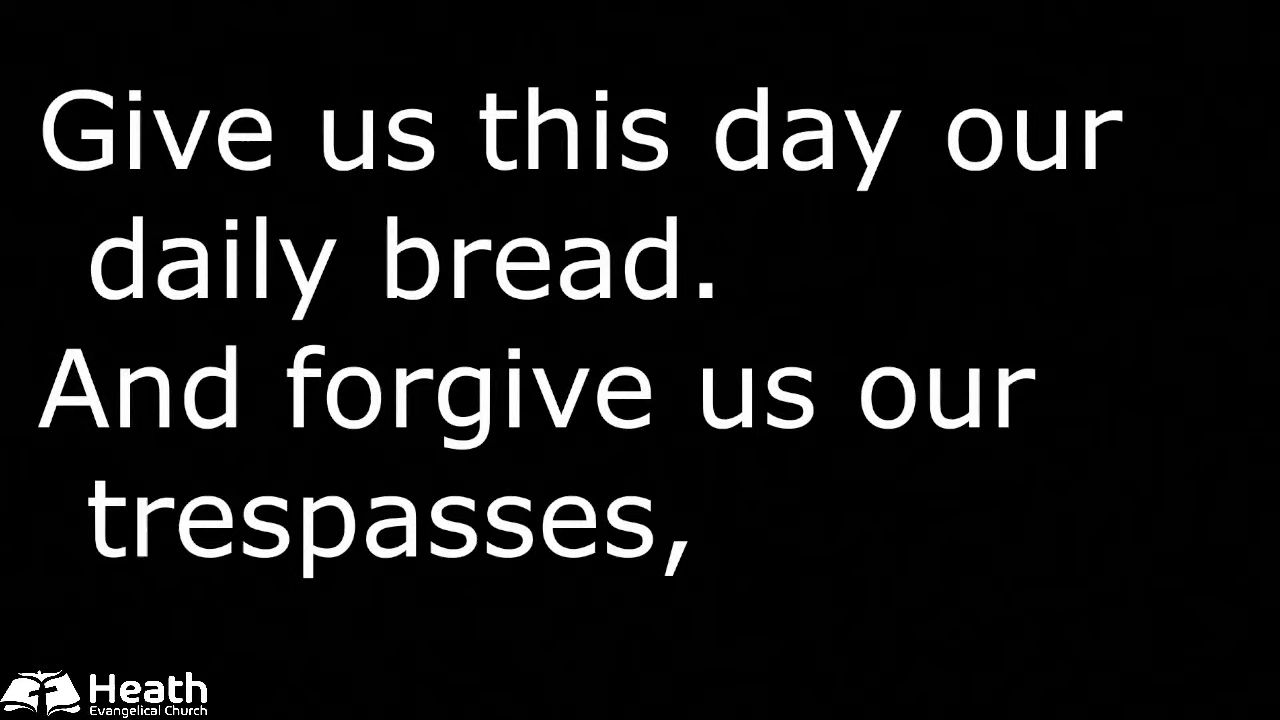 Give us this day our
daily bread.
And forgive us our
trespasses,
Heath
Evangelical Church